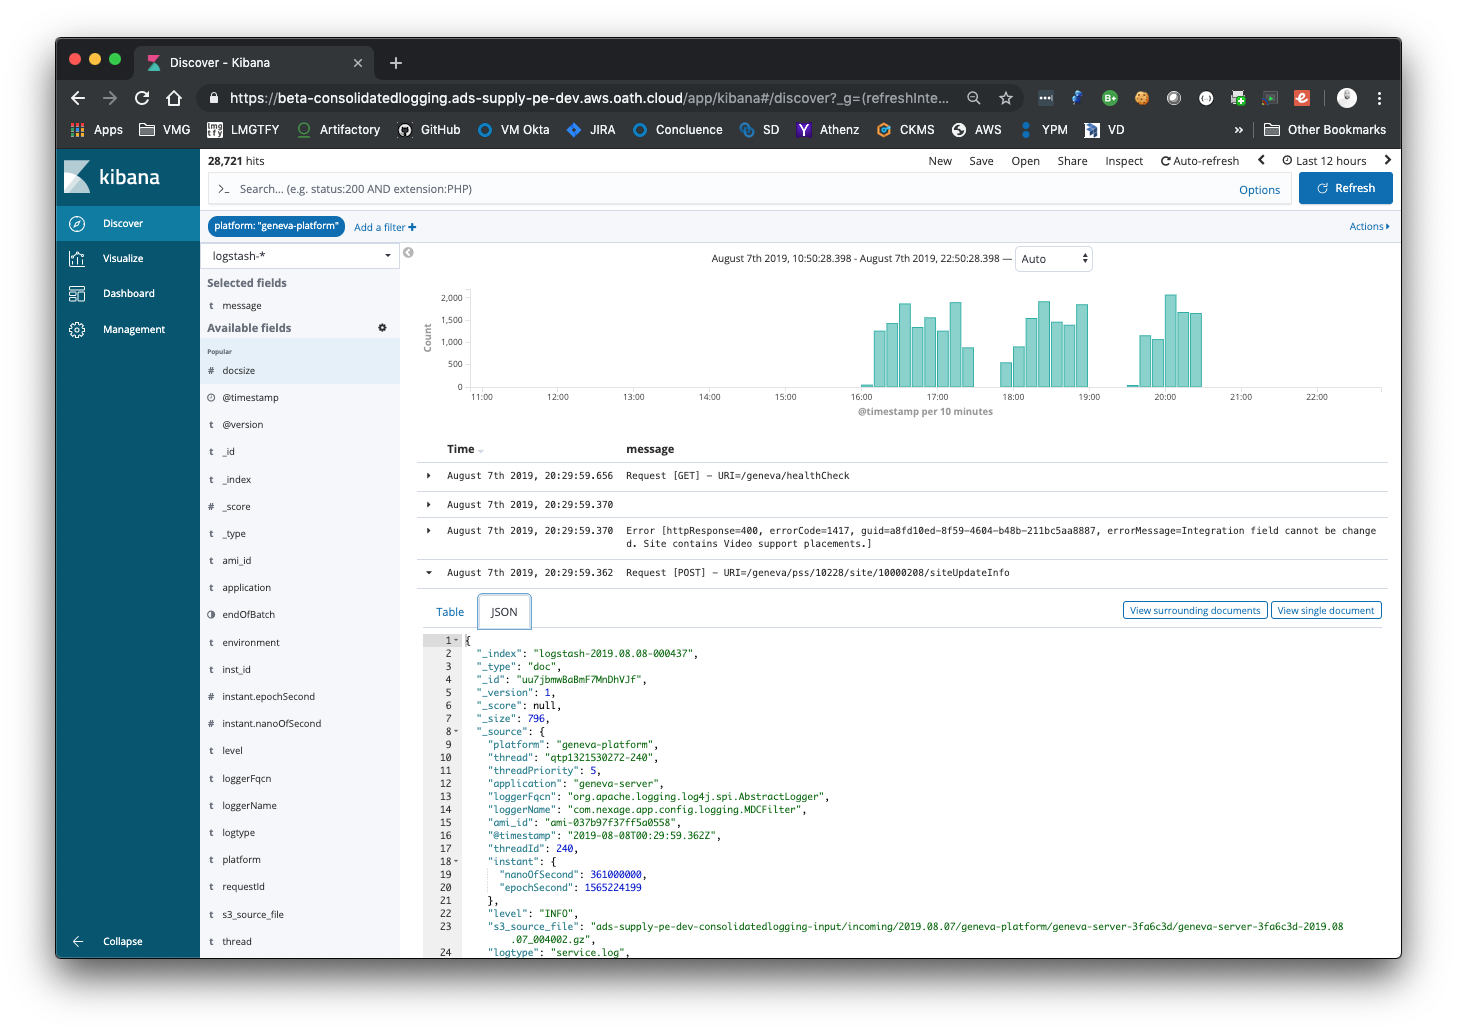 Discover - Kibana
https://beta-consolidatedlogging.ads-supply-pe-dev.aws.oath.cloud/app/kibana#/discover?_g=(refreshInte...
Apps VMG LMGTFY Artifactory GitHub VM Okta JIRA Concluence SD Athenz CKMS AWS YPM VD » Other Bookmarks
kibana
Discover
Visualize
Dashboard
Management
Collapse
28,721 hits
New Save Open Share Inspect Auto-refresh Last 12 hours
>_ Search... (e.g. status:200 AND extension:PHP)
Options
Refresh
platform: "geneva-platform"
Add a filter +
Actions
logstash-*
Selected fields
t message
Available fields
Popular
# docsize
@timestamp
t @version
t _id
t _index
# _score
t _type
t ami_id
t application
endOfBatch
t environment
t inst_id
# instant.epochSecond
# instant.nanoOfSecond
t level
t loggerFqcn
t loggerName
t logtype
t platform
t requestId
t s3_source_file
t thread
August 7th 2019, 10:50:28.398 - August 7th 2019, 22:50:28.398 —
Auto
Count
2,000
1,500
1,000
500
0
11:00 12:00 13:00 14:00 15:00 16:00 17:00 18:00 19:00 20:00 21:00 22:00
@timestamp per 10 minutes
Time message
August 7th 2019, 20:29:59.656 Request [GET] - URI=/geneva/healthCheck
August 7th 2019, 20:29:59.370
August 7th 2019, 20:29:59.370 Error [httpResponse=400, errorCode=1417, guid=a8fd10ed-8f59-4604-b48b-211bc5aa8887, errorMessage=Integration field cannot be change
d. Site contains Video support placements.]
August 7th 2019, 20:29:59.362 Request [POST] - URI=/geneva/pss/10228/site/10000208/siteUpdateInfo
Table JSON
View surrounding documents View single document
1 {
2 "_index": "logstash-2019.08.08-000437",
3 "_type": "doc",
4 "_id": "uu7jbmwBaBmF7MnDhVJf",
5 "_version": 1,
6 "_score": null,
7 "_size": 796,
8 "_source": {
9 "platform": "geneva-platform",
10 "thread": "qtp1321530272-240",
11 "threadPriority": 5,
12 "application": "geneva-server",
13 "loggerFqcn": "org.apache.logging.log4j.spi.AbstractLogger",
14 "loggerName": "com.nexage.app.config.logging.MDCFilter",
15 "ami_id": "ami-037b97f37ff5a0558",
16 "@timestamp": "2019-08-08T00:29:59.362Z",
17 "threadId": 240,
18 "instant": {
19 "nanoOfSecond": 361000000,
20 "epochSecond": 1565224199
21 },
22 "level": "INFO",
23 "s3_source_file": "ads-supply-pe-dev-consolidatedlogging-input/incoming/2019.08.07/geneva-platform/geneva-server-3fa6c3d/geneva-server-3fa6c3d-2019.08
.07_004002.gz",
24 "logtype": "service.log",